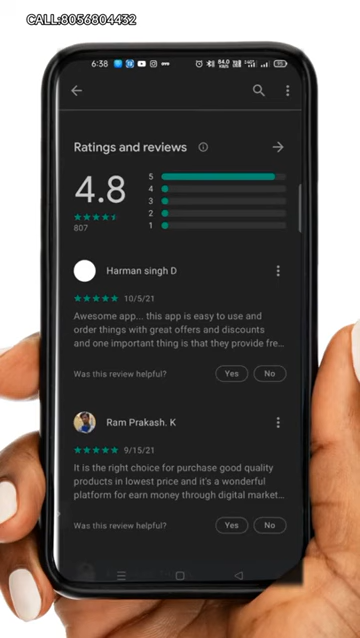 CALL:8056804432
6:38
Ratings and reviews
4.8
807
5
4
3
2
1
Harman singh D
10/5/21
Awesome app... this app is easy to use and
order things with great offers and discounts
and one important thing is that they provide fre...
Was this review helpful?
Yes
No
Ram Prakash. K
9/15/21
It is the right choice for purchase good quality
products in lowest price and it's a wonderful
platform for earn money through digital market...
Was this review helpful?
Yes
No